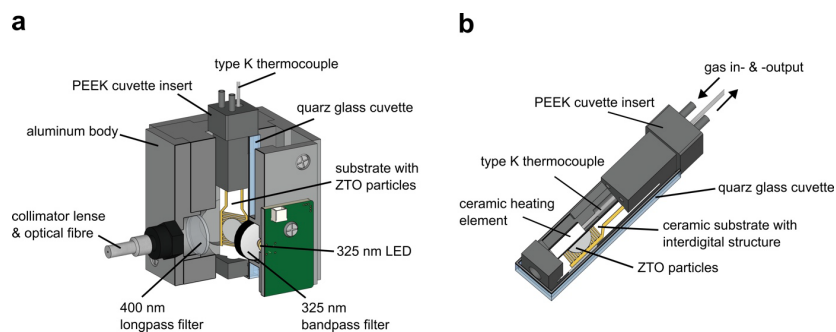 a
type K thermocouple
PEEK cuvette insert
quarz glass cuvette
aluminum body
substrate with
ZTO particles
collimator lense
& optical fibre
325 nm LED
400 nm
longpass filter
325 nm
bandpass filter
b
gas in- & -output
PEEK cuvette insert
type K thermocouple
quarz glass cuvette
ceramic heating
element
ceramic substrate with
interdigital structure
ZTO particles